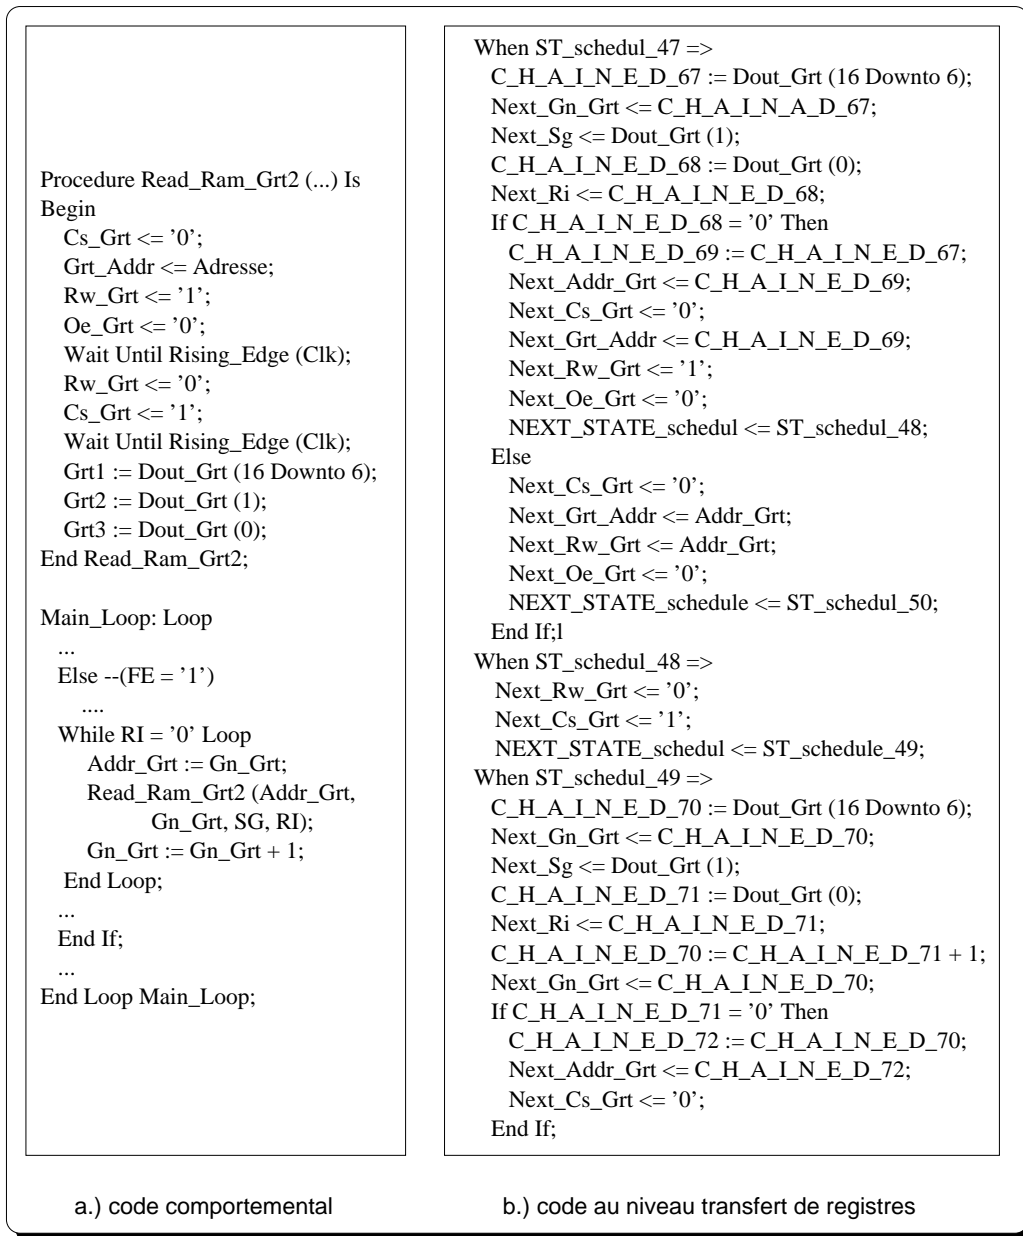 Procedure Read_Ram_Grt2 (...) Is
Begin
Cs_Grt <= '0';
Grt_Addr <= Adresse;
Rw_Grt <= '1';
Oe_Grt <= '0';
Wait Until Rising_Edge (Clk);
Rw_Grt <= '0';
Cs_Grt <= '1';
Wait Until Rising_Edge (Clk);
Grt1 := Dout_Grt (16 Downto 6);
Grt2 := Dout_Grt (1);
Grt3 := Dout_Grt (0);
End Read_Ram_Grt2;
Main_Loop: Loop
...
Else --(FE = '1')
....
While RI = '0' Loop
Addr_Grt := Gn_Grt;
Read_Ram_Grt2 (Addr_Grt,
Gn_Grt, SG, RI);
Gn_Grt := Gn_Grt + 1;
End Loop;
...
End If;
...
End Loop Main_Loop;
a.) code comportemental
When ST_schedul_47 =>
C_H_A_I_N_E_D_67 := Dout_Grt (16 Downto 6);
Next_Gn_Grt <= C_H_A_I_N_A_D_67;
Next_Sg <= Dout_Grt (1);
C_H_A_I_N_E_D_68 := Dout_Grt (0);
Next_Ri <= C_H_A_I_N_E_D_68;
If C_H_A_I_N_E_D_68 = '0' Then
C_H_A_I_N_E_D_69 := C_H_A_I_N_E_D_67;
Next_Addr_Grt <= C_H_A_I_N_E_D_69;
Next_Cs_Grt <= '0';
Next_Grt_Addr <= C_H_A_I_N_E_D_69;
Next_Rw_Grt <= '1';
Next_Oe_Grt <= '0';
NEXT_STATE_schedul <= ST_schedul_48;
Else
Next_Cs_Grt <= '0';
Next_Grt_Addr <= Addr_Grt;
Next_Rw_Grt <= Addr_Grt;
Next_Oe_Grt <= '0';
NEXT_STATE_schedule <= ST_schedul_50;
End If;l
When ST_schedul_48 =>
Next_Rw_Grt <= '0';
Next_Cs_Grt <= '1';
NEXT_STATE_schedul <= ST_schedule_49;
When ST_schedul_49 =>
C_H_A_I_N_E_D_70 := Dout_Grt (16 Downto 6);
Next_Gn_Grt <= C_H_A_I_N_E_D_70;
Next_Sg <= Dout_Grt (1);
C_H_A_I_N_E_D_71 := Dout_Grt (0);
Next_Ri <= C_H_A_I_N_E_D_71;
C_H_A_I_N_E_D_70 := C_H_A_I_N_E_D_71 + 1;
Next_Gn_Grt <= C_H_A_I_N_E_D_70;
If C_H_A_I_N_E_D_71 = '0' Then
C_H_A_I_N_E_D_72 := C_H_A_I_N_E_D_70;
Next_Addr_Grt <= C_H_A_I_N_E_D_72;
Next_Cs_Grt <= '0';
End If;
b.) code au niveau transfert de registres